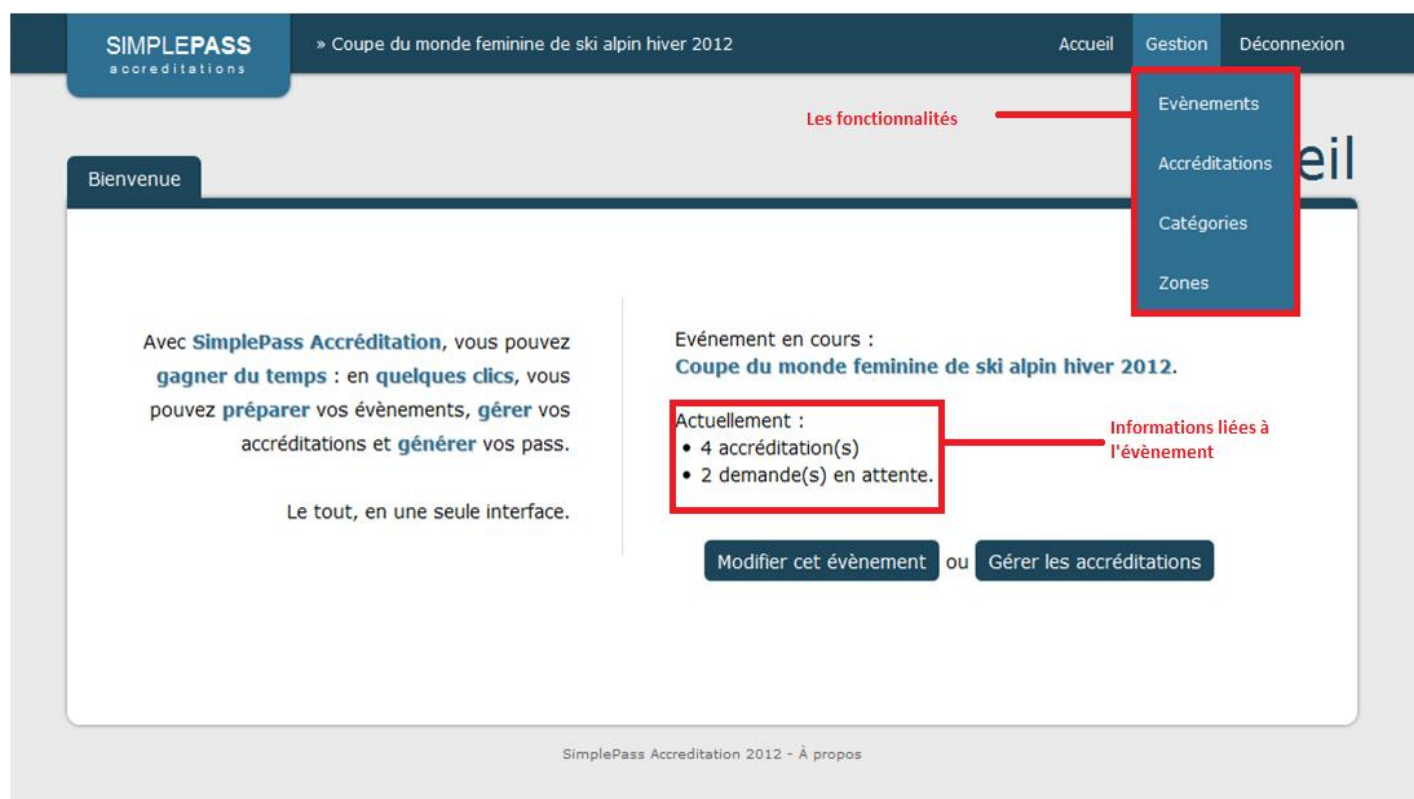 SIMPLEPASS
accreditations
» Coupe du monde feminine de ski alpin hiver 2012
Accueil
Gestion
Déconnexion
Evènements
Accréditations
Catégories
Zones
Les fonctionnalités
eil
Bienvenue
Avec SimplePass Accréditation, vous pouvez
gagner du temps : en quelques clics, vous
pouvez préparer vos évènements, gérer vos
accréditations et générer vos pass.
Le tout, en une seule interface.
Evénement en cours :
Coupe du monde feminine de ski alpin hiver 2012.
Actuellement :
• 4 accréditation(s)
• 2 demande(s) en attente.
Informations liées à
l'évènement
Modifier cet évènement ou Gérer les accréditations
SimplePass Accreditation 2012 - À propos